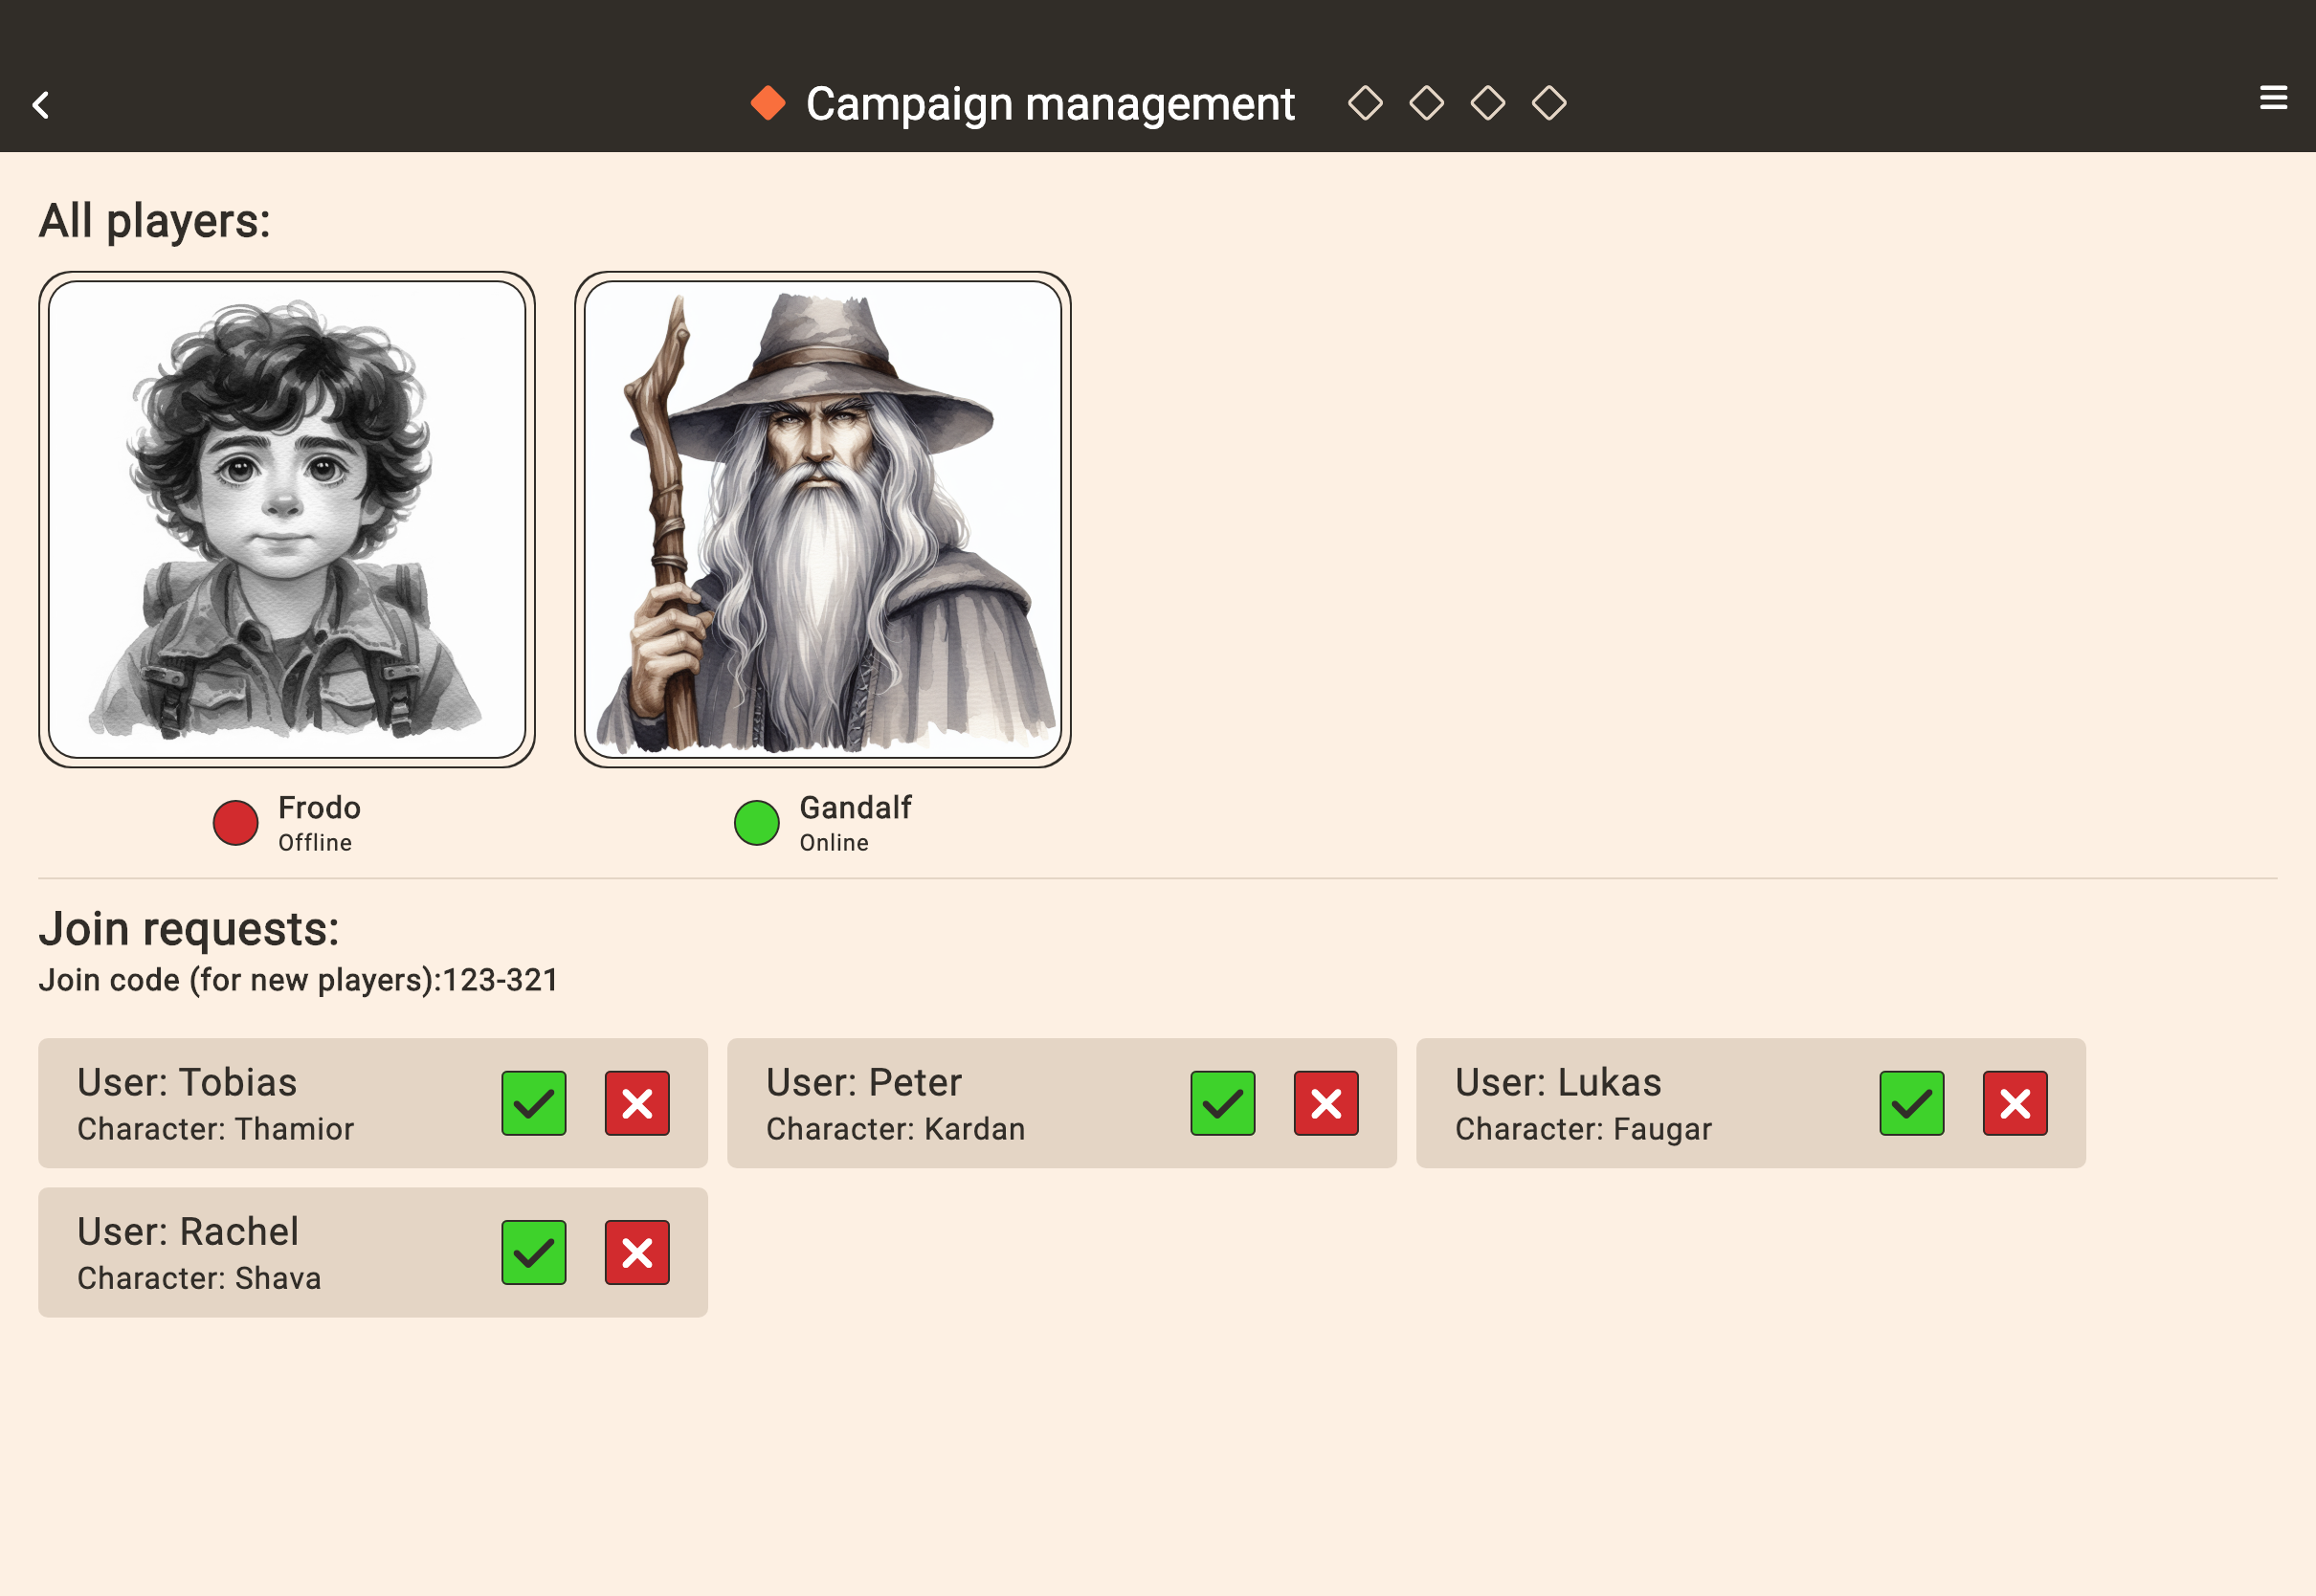 Campaign management
All players:
Frodo
Offline
Gandalf
Online
Join requests:
Join code (for new players):123-321
User: Tobias
Character: Thamior
User: Peter
Character: Kardan
User: Lukas
Character: Faugar
User: Rachel
Character: Shava